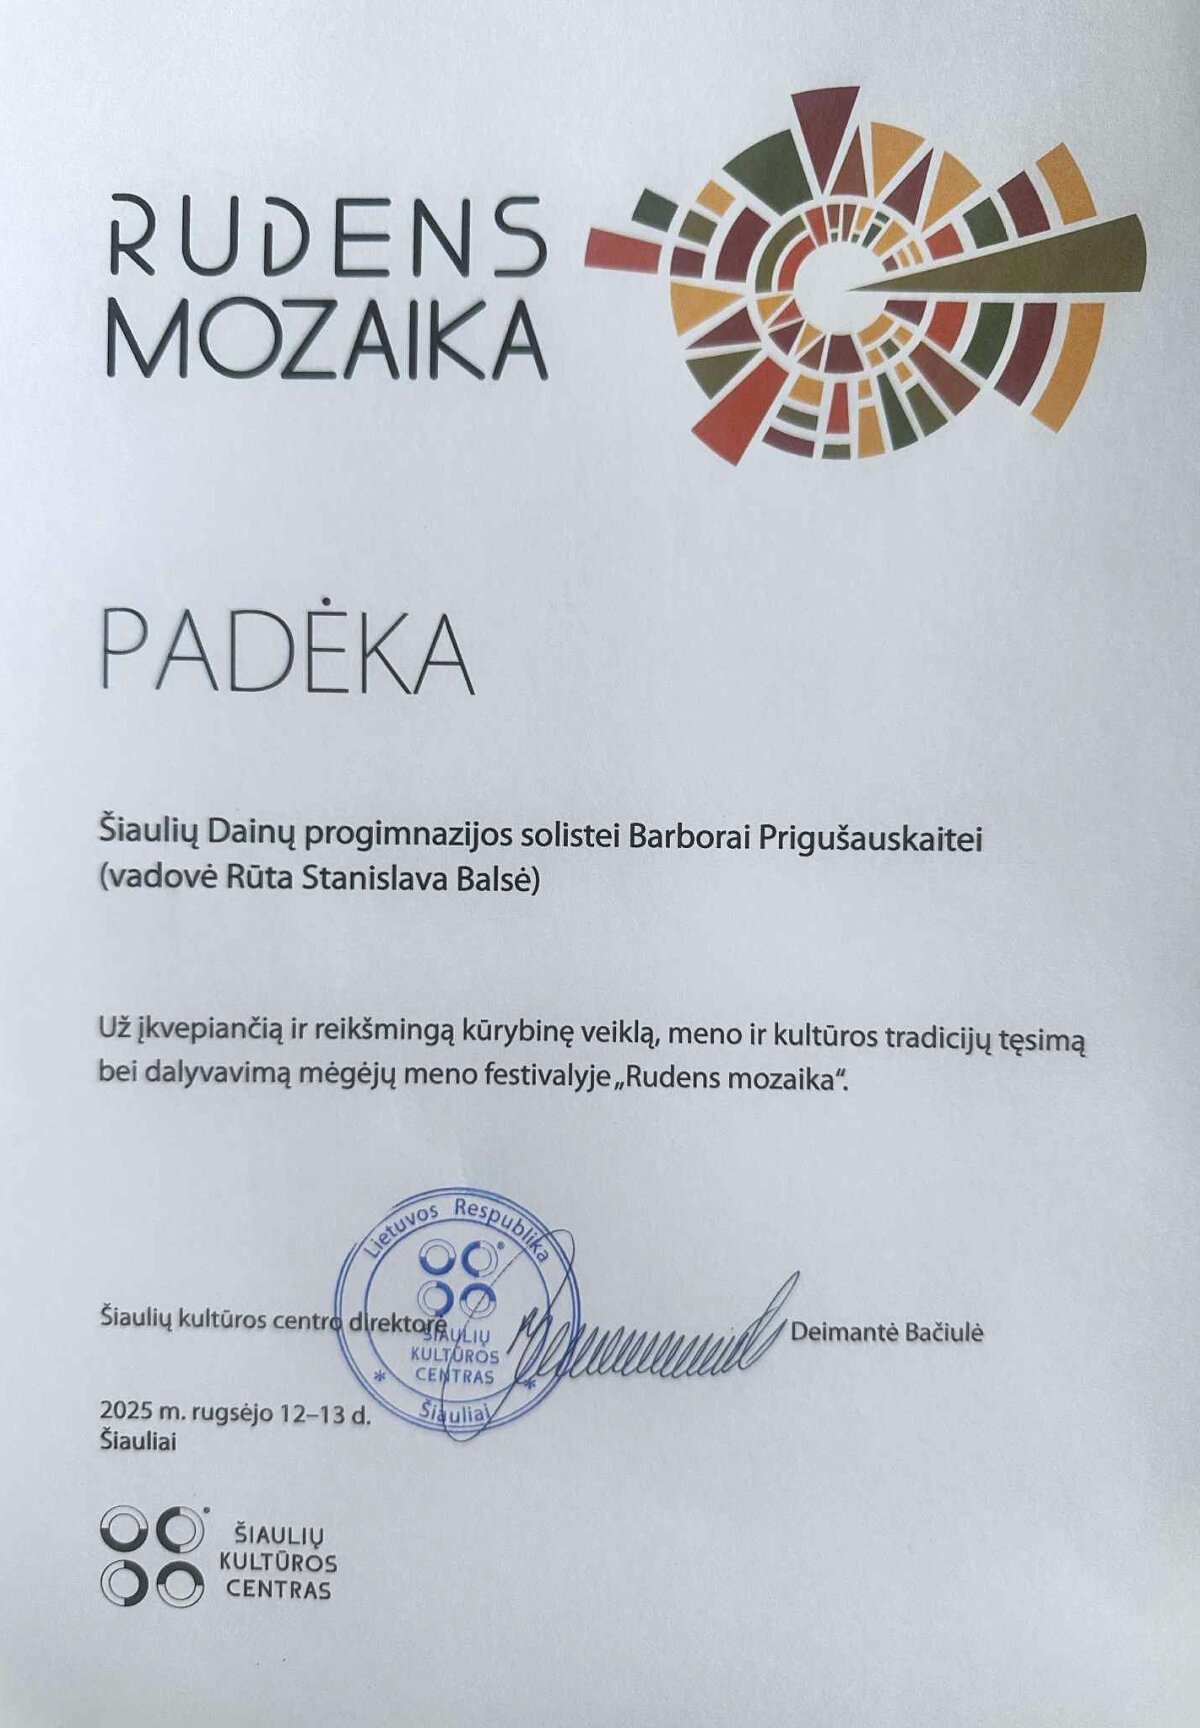 RUDENS
MOZAIKA
PADĖKA
Šiaulių Dainų progimnazijos solistei Barborai Prigušauskaitei
(vadovė Rūta Stanislava Balsė)
Už įkvepiančią ir reikšmingą kūrybinę veiklą, meno ir kultūros tradicijų tęsimą
bei dalyvavimą mėgėjų meno festivalyje „Rudens mozaika“.
Lietuvos Respublika
ŠIAULIŲ
KULTŪROS
CENTRAS
Šiauliai
Šiaulių kultūros centro direktorė
Deimantė Bačiulė
2025 m. rugsėjo 12–13 d.
Šiauliai
ŠIAULIŲ
KULTŪROS
CENTRAS